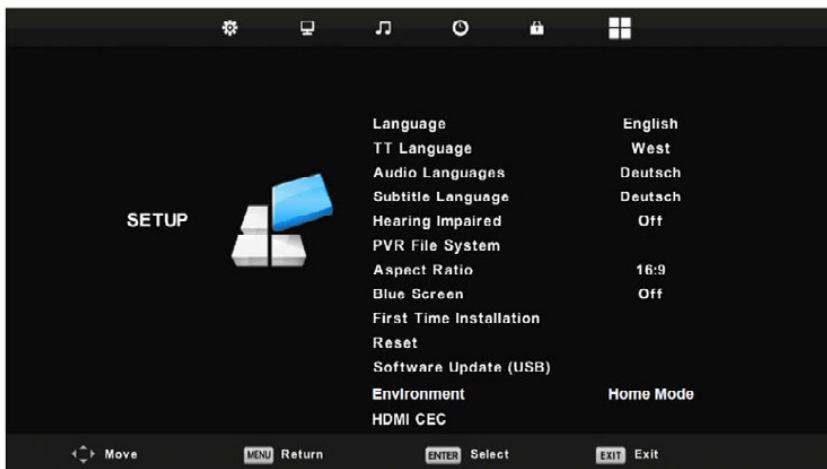 Language English
TT Language West
Audio Languages Deutsch
Subtitle Language Deutsch
SETUP
Hearing Impaired Off
PVR File System
Aspect Ratio 16:9
Blue Screen Off
First Time Installation
Reset
Software Update (USB)
Environment Home Mode
HDMI CEC
Move MENU Return ENTER Select EXIT Exit